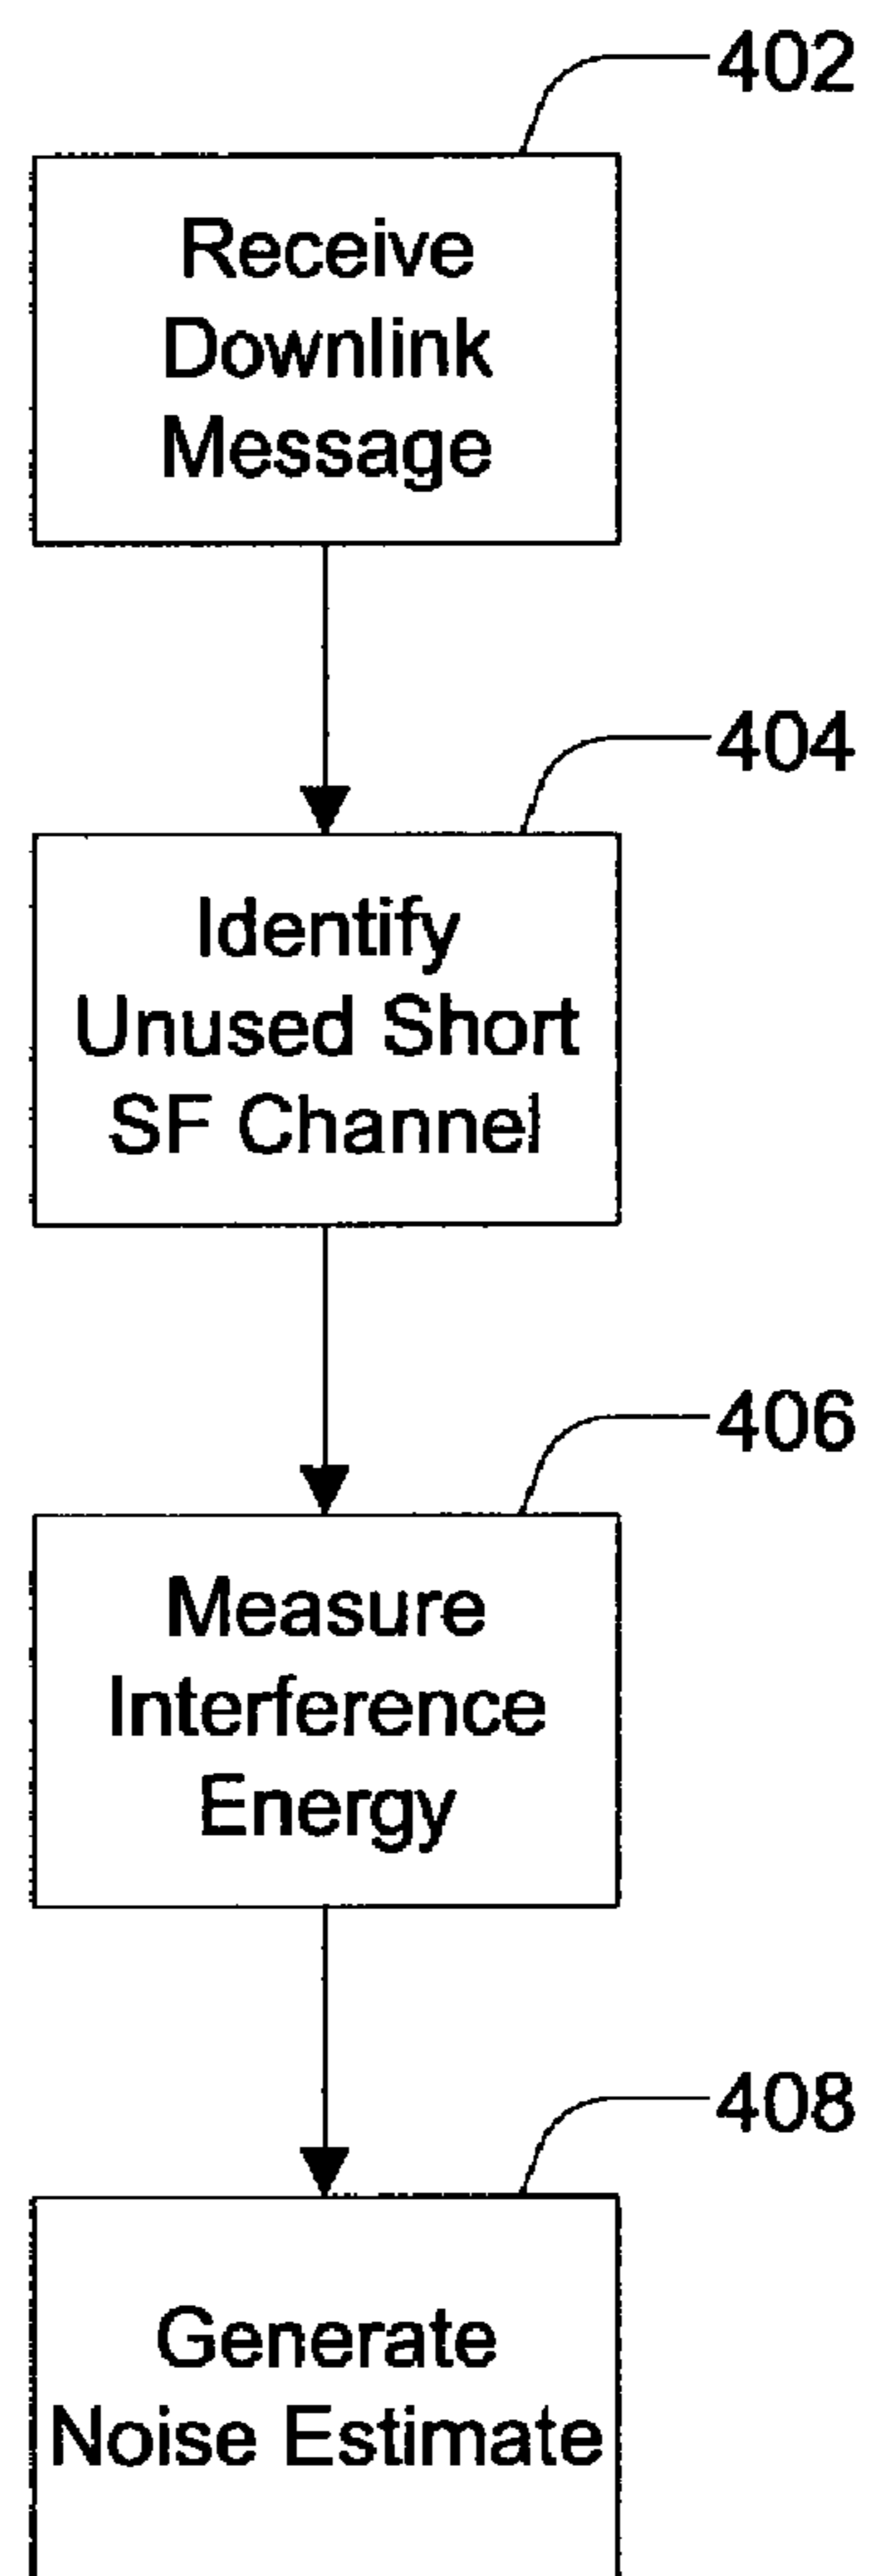 402
Receive
Downlink
Message
404
Identify
Unused Short
SF Channel
406
Measure
Interference
Energy
408
Generate
Noise Estimate